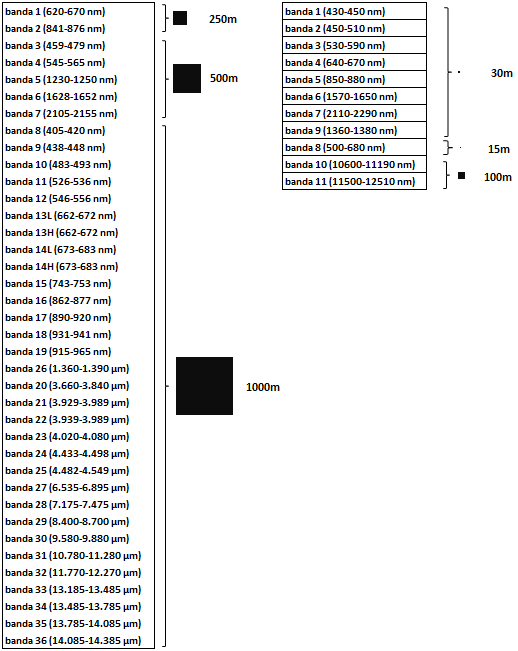 banda 1 (620-670 nm)
banda 2 (841-876 nm)
250m
banda 3 (459-479 nm)
banda 4 (545-565 nm)
banda 5 (1230-1250 nm)
banda 6 (1628-1652 nm)
banda 7 (2105-2155 nm)
500m
banda 8 (405-420 nm)
banda 9 (438-448 nm)
banda 10 (483-493 nm)
banda 11 (526-536 nm)
banda 12 (546-556 nm)
banda 13L (662-672 nm)
banda 13H (662-672 nm)
banda 14L (673-683 nm)
banda 14H (673-683 nm)
banda 15 (743-753 nm)
banda 16 (862-877 nm)
banda 17 (890-920 nm)
banda 18 (931-941 nm)
banda 19 (915-965 nm)
banda 26 (1.360-1.390 µm)
banda 20 (3.660-3.840 µm)
banda 21 (3.929-3.989 µm)
banda 22 (3.939-3.989 µm)
banda 23 (4.020-4.080 µm)
banda 24 (4.433-4.498 µm)
banda 25 (4.482-4.549 µm)
banda 27 (6.535-6.895 µm)
banda 28 (7.175-7.475 µm)
banda 29 (8.400-8.700 µm)
banda 30 (9.580-9.880 µm)
banda 31 (10.780-11.280 µm)
banda 32 (11.770-12.270 µm)
banda 33 (13.185-13.485 µm)
banda 34 (13.485-13.785 µm)
banda 35 (13.785-14.085 µm)
banda 36 (14.085-14.385 µm)
1000m
banda 1 (430-450 nm)
banda 2 (450-510 nm)
banda 3 (530-590 nm)
banda 4 (640-670 nm)
banda 5 (850-880 nm)
banda 6 (1570-1650 nm)
banda 7 (2110-2290 nm)
banda 9 (1360-1380 nm)
30m
banda 8 (500-680 nm)
15m
banda 10 (10600-11190 nm)
banda 11 (11500-12510 nm)
100m